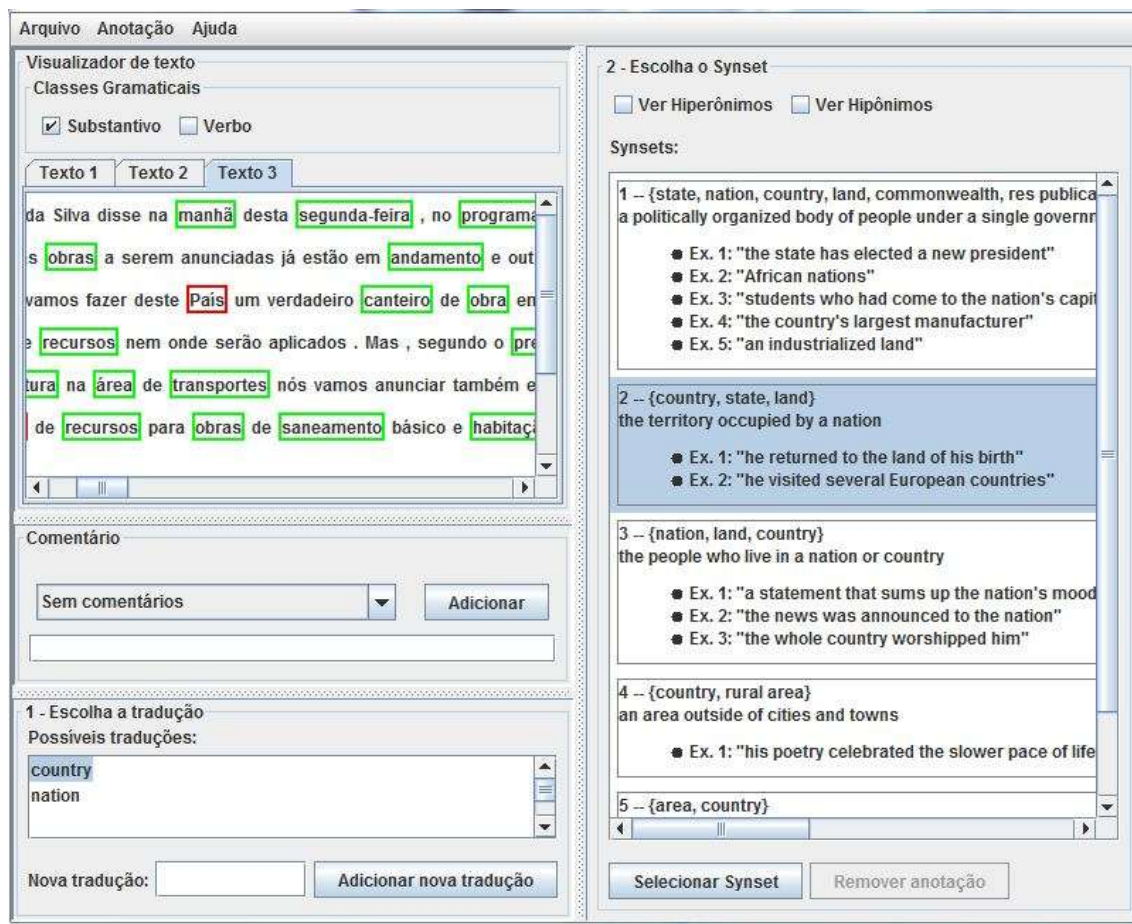 Arquivo Anotação Ajuda
Visualizador de texto
Classes Gramaticais
Substantivo Verbo
Texto 1 Texto 2 Texto 3
da Silva disse na manhã desta segunda-feira , no programa
s obras a serem anunciadas já estão em andamento e out
vamos fazer deste País um verdadeiro canteiro de obra en
e recursos nem onde serão aplicados . Mas , segundo o pre
tura na área de transportes nós vamos anunciar também e
de recursos para obras de saneamento básico e habitaçã
Comentário
Sem comentários
Adicionar
1 - Escolha a tradução
Possíveis traduções:
country
nation
Nova tradução:
Adicionar nova tradução
2 - Escolha o Synset
Ver Hiperônimos Ver Hipônimos
Synsets:
1 -- {state, nation, country, land, commonwealth, res publica
a politically organized body of people under a single governm
Ex. 1: "the state has elected a new president"
Ex. 2: "African nations"
Ex. 3: "students who had come to the nation's capit
Ex. 4: "the country's largest manufacturer"
Ex. 5: "an industrialized land"
2 -- {country, state, land}
the territory occupied by a nation
Ex. 1: "he returned to the land of his birth"
Ex. 2: "he visited several European countries"
3 -- {nation, land, country}
the people who live in a nation or country
Ex. 1: "a statement that sums up the nation's mood
Ex. 2: "the news was announced to the nation"
Ex. 3: "the whole country worshipped him"
4 -- {country, rural area}
an area outside of cities and towns
Ex. 1: "his poetry celebrated the slower pace of life
5 -- {area, country}
Selecionar Synset
Remover anotação